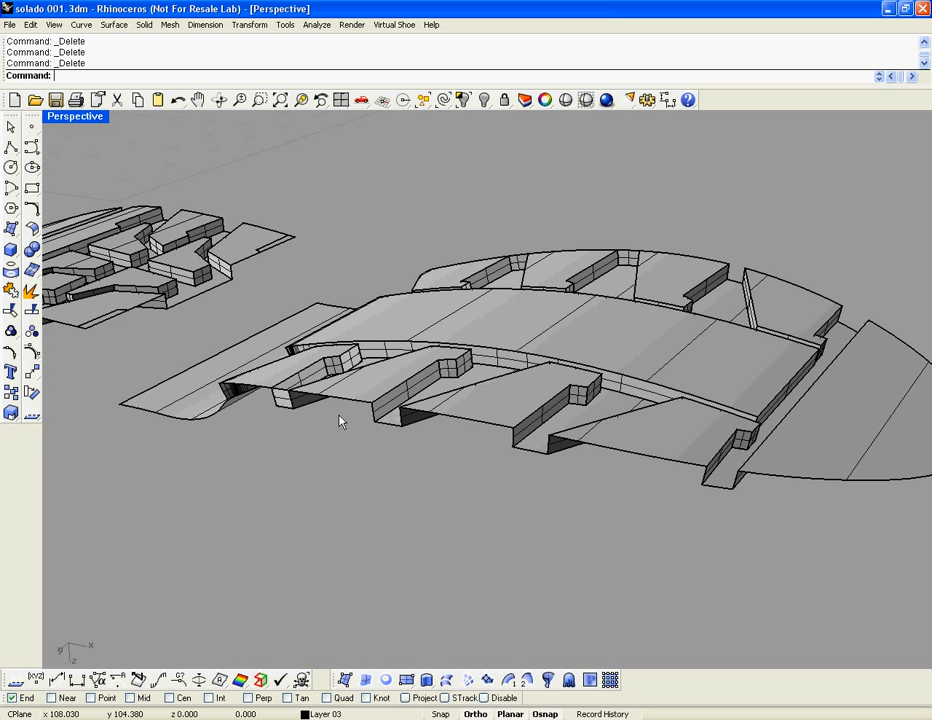 solado 001.3dm - Rhinoceros (Not For Resale Lab) - [Perspective]
File Edit View Curve Surface Solid Mesh Dimension Transform Tools Analyze Render Virtual Shoe Help
Command: _Delete
Command: _Delete
Command: _Delete
Command:
Perspective
y x
z
End Near Point Mid Cen Int Perp Tan Quad Knot Project STrack Disable
CPlane x 108.030 y 104.380 z 0.000 0.000 Layer 03 Snap Ortho Planar Osnap Record History